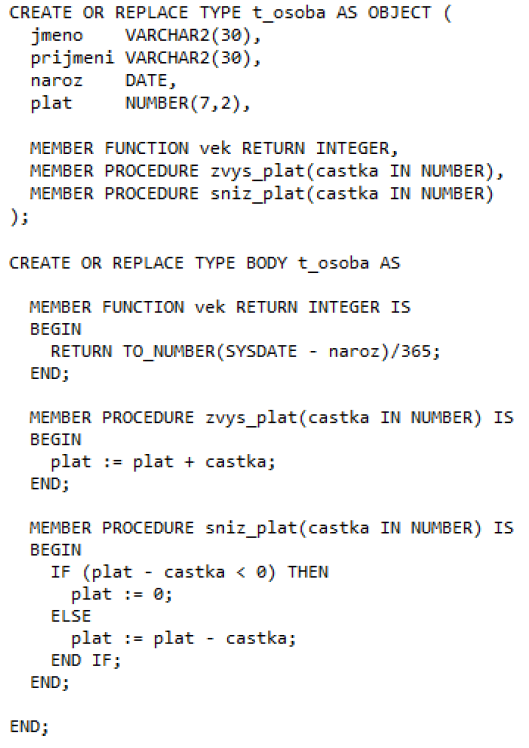 CREATE OR REPLACE TYPE t_osoba AS OBJECT (
  jmeno    VARCHAR2(30),
  prijmeni VARCHAR2(30),
  naroz    DATE,
  plat     NUMBER(7,2),

  MEMBER FUNCTION vek RETURN INTEGER,
  MEMBER PROCEDURE zvys_plat(castka IN NUMBER),
  MEMBER PROCEDURE sniz_plat(castka IN NUMBER)
);

CREATE OR REPLACE TYPE BODY t_osoba AS

  MEMBER FUNCTION vek RETURN INTEGER IS
  BEGIN
    RETURN TO_NUMBER(SYSDATE - naroz)/365;
  END;

  MEMBER PROCEDURE zvys_plat(castka IN NUMBER) IS
  BEGIN
    plat := plat + castka;
  END;

  MEMBER PROCEDURE sniz_plat(castka IN NUMBER) IS
  BEGIN
    IF (plat - castka < 0) THEN
      plat := 0;
    ELSE
      plat := plat - castka;
    END IF;
  END;

END;